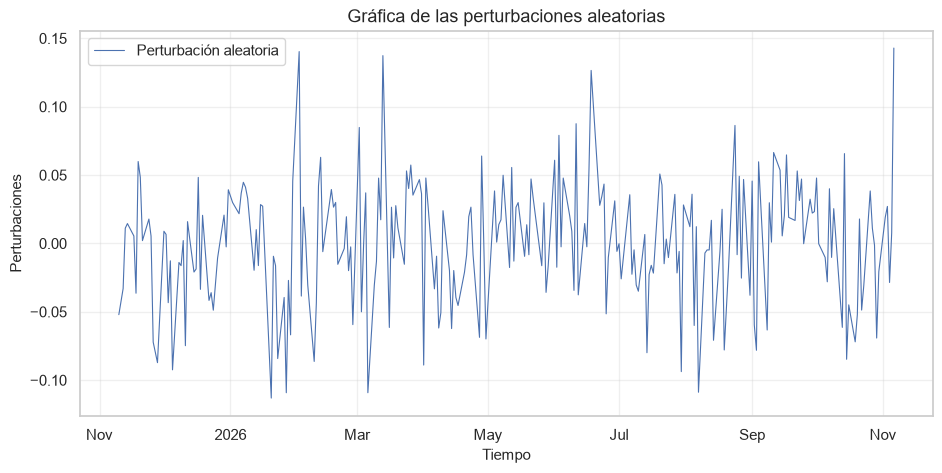 Gráfica de las perturbaciones aleatorias
Perturbación aleatoria
Perturbaciones
0.15
0.10
0.05
0.00
−0.05
−0.10
Nov 2026 Mar May Jul Sep Nov
Tiempo